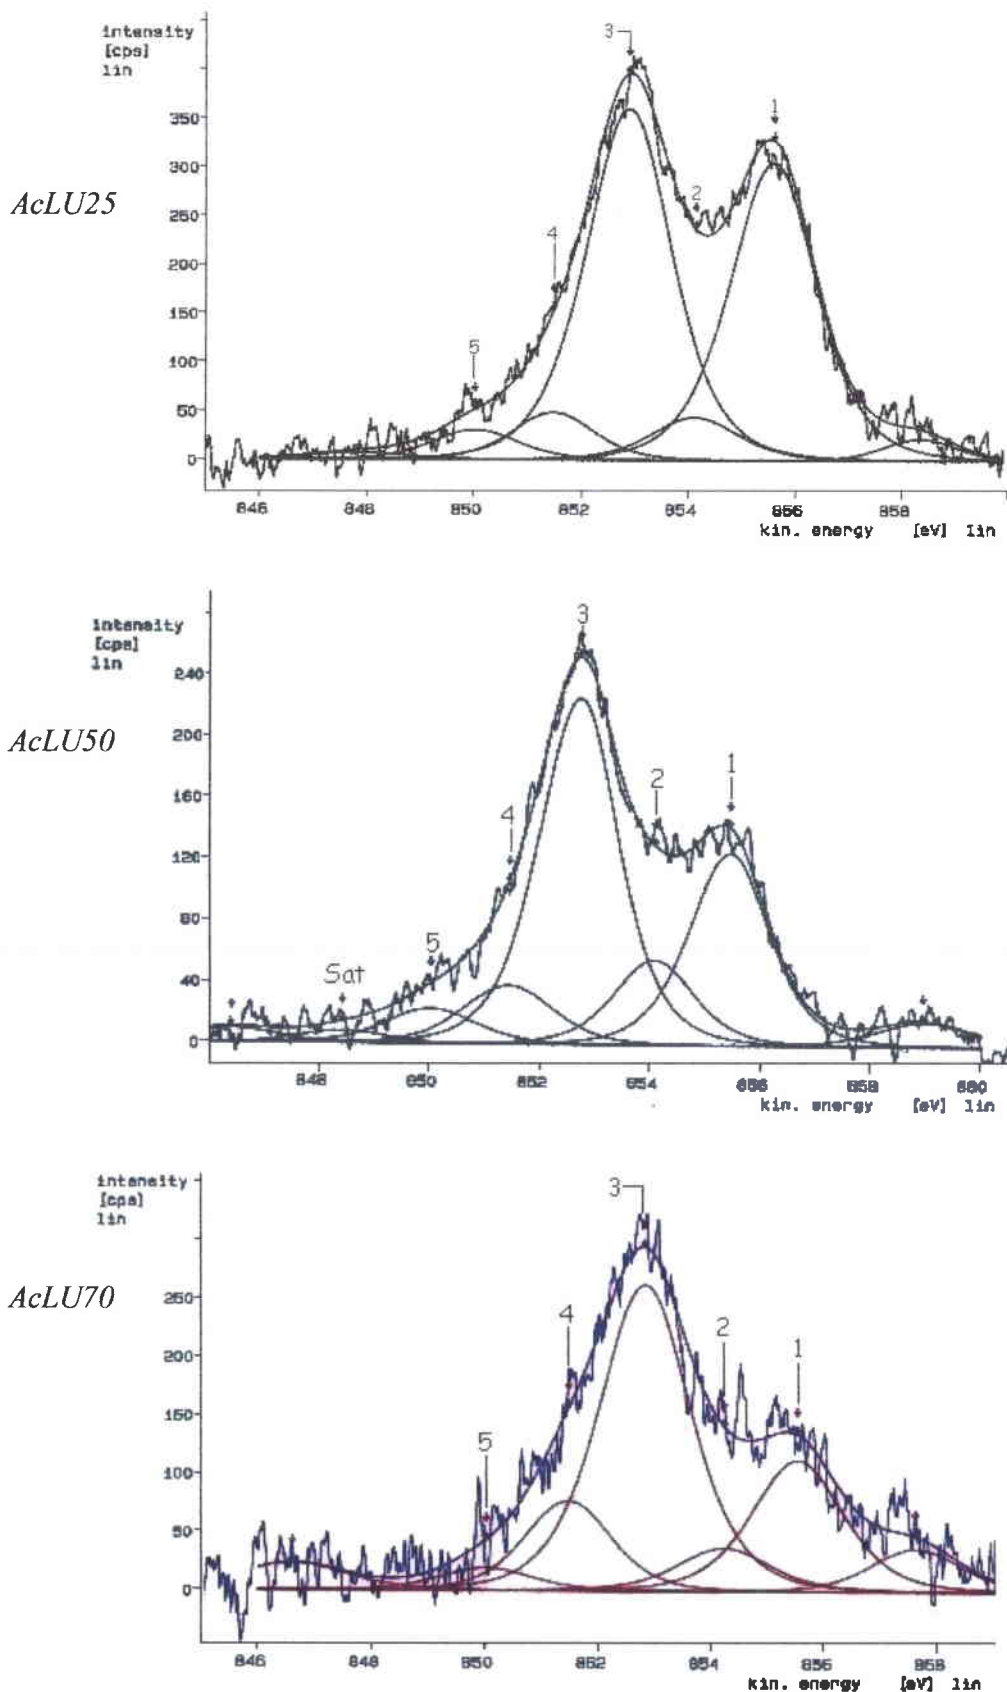 intensity
[cps]
lin
3
350
1
AcLU25
300
250
2
4
200
150
5
100
50
0
846 848 850 852 854 856 858
kin. energy [eV] lin
3
intensity
[cps]
lin
240
AcLU50
200
2 1
160
4
120
80
5
Sat
40
0
848 850 852 854 856 858 860
kin. energy [eV] lin
intensity
[cps]
lin
3
AcLU70
250
4
2
200
1
150
5
100
50
0
846 848 850 852 854 856 858
kin. energy [eV] lin